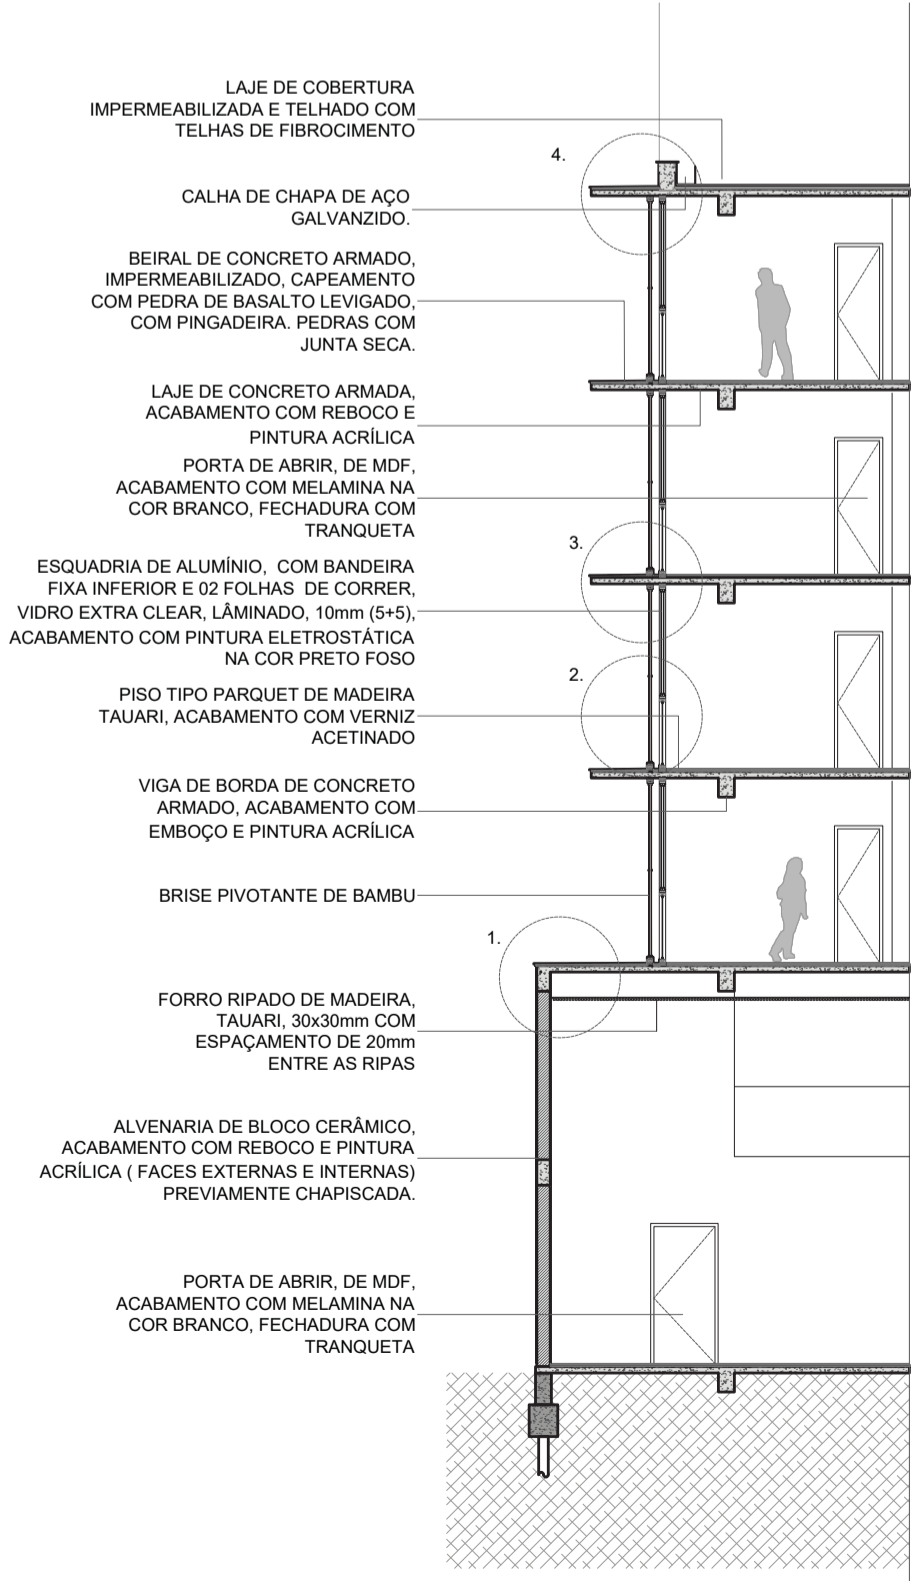 LAJE DE COBERTURA
IMPERMEABILIZADA E TELHADO COM
TELHAS DE FIBROCIMENTO
4.
CALHA DE CHAPA DE AÇO
GALVANZIDO.
BEIRAL DE CONCRETO ARMADO,
IMPERMEABILIZADO, CAPEAMENTO
COM PEDRA DE BASALTO LEVIGADO,
COM PINGADEIRA. PEDRAS COM
JUNTA SECA.
LAJE DE CONCRETO ARMADA,
ACABAMENTO COM REBOCO E
PINTURA ACRÍLICA
PORTA DE ABRIR, DE MDF,
ACABAMENTO COM MELAMINA NA
COR BRANCO, FECHADURA COM
TRANQUETA
3.
ESQUADRIA DE ALUMÍNIO, COM BANDEIRA
FIXA INFERIOR E 02 FOLHAS DE CORRER,
VIDRO EXTRA CLEAR, LÂMINADO, 10mm (5+5),
ACABAMENTO COM PINTURA ELETROSTÁTICA
NA COR PRETO FOSO
2.
PISO TIPO PARQUET DE MADEIRA
TAUARI, ACABAMENTO COM VERNIZ
ACETINADO
VIGA DE BORDA DE CONCRETO
ARMADO, ACABAMENTO COM
EMBOÇO E PINTURA ACRÍLICA
BRISE PIVOTANTE DE BAMBU
1.
FORRO RIPADO DE MADEIRA,
TAUARI, 30x30mm COM
ESPAÇAMENTO DE 20mm
ENTRE AS RIPAS
ALVENARIA DE BLOCO CERÂMICO,
ACABAMENTO COM REBOCO E PINTURA
ACRÍLICA ( FACES EXTERNAS E INTERNAS)
PREVIAMENTE CHAPISCADA.
PORTA DE ABRIR, DE MDF,
ACABAMENTO COM MELAMINA NA
COR BRANCO, FECHADURA COM
TRANQUETA